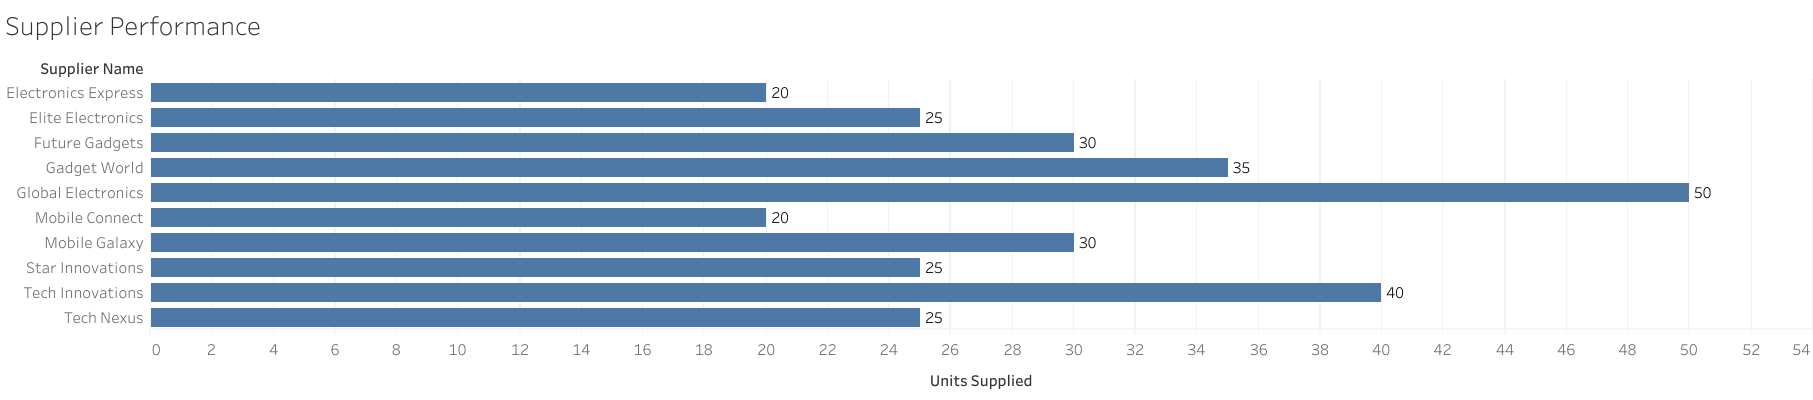 Supplier Performance
Supplier Name
Electronics Express 20
Elite Electronics 25
Future Gadgets 30
Gadget World 35
Global Electronics 50
Mobile Connect 20
Mobile Galaxy 30
Star Innovations 25
Tech Innovations 40
Tech Nexus 25
0 2 4 6 8 10 12 14 16 18 20 22 24 26 28 30 32 34 36 38 40 42 44 46 48 50 52 54
Units Supplied